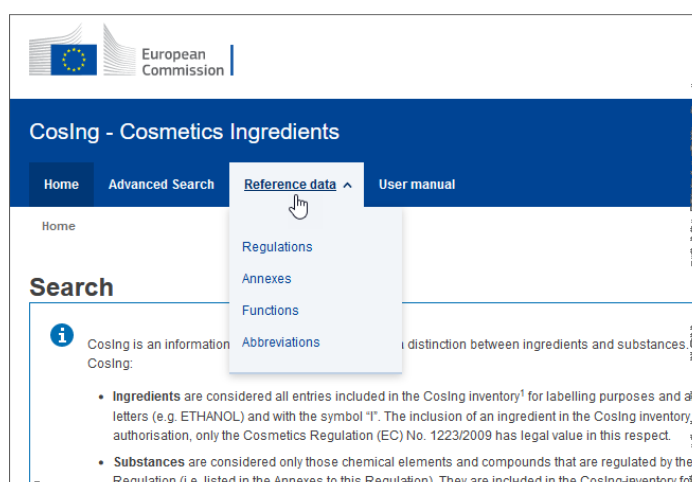 European
Commission
CosIng - Cosmetics Ingredients
Home Advanced Search Reference data User manual
Home
Regulations
Annexes
Functions
Abbreviations
Search
CosIng is an information a distinction between ingredients and substances.
CosIng:
• Ingredients are considered all entries included in the CosIng inventory1 for labelling purposes and a
letters (e.g. ETHANOL) and with the symbol "I". The inclusion of an ingredient in the CosIng inventory
authorisation, only the Cosmetics Regulation (EC) No. 1223/2009 has legal value in this respect.
• Substances are considered only those chemical elements and compounds that are regulated by the
Regulation (i.e. listed in the Annexes to this Regulation). They are included in the CosIng-inventory fo